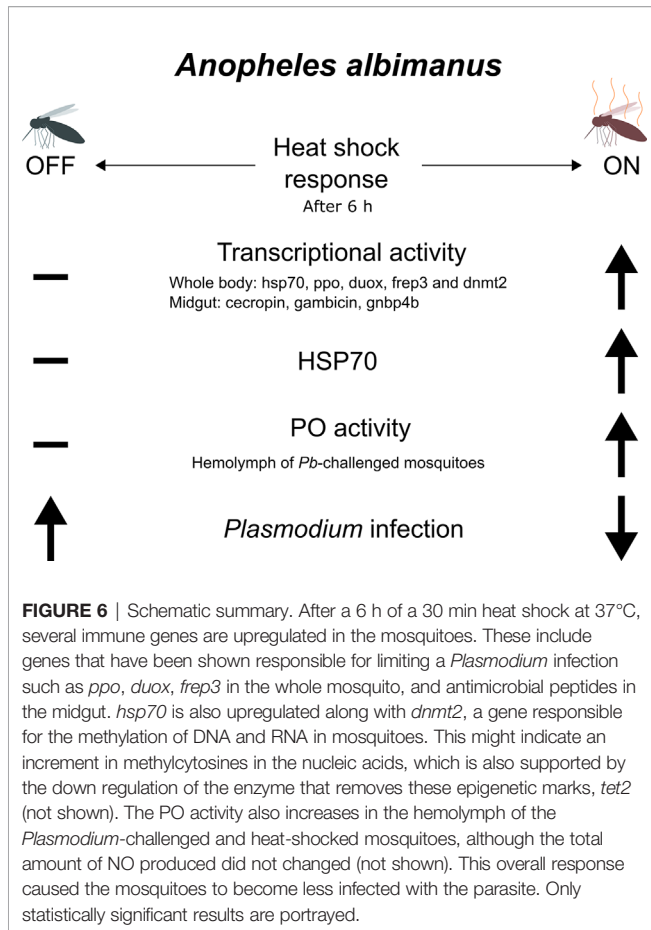 Anopheles albimanus
OFF
Heat shock
response
After 6 h
ON
Transcriptional activity
Whole body: hsp70, ppo, duox, frep3 and dnmt2
Midgut: cecropin, gambicin, gnbp4b
HSP70
PO activity
Hemolymph of Pb-challenged mosquitoes
Plasmodium infection
FIGURE 6 | Schematic summary. After a 6 h of a 30 min heat shock at 37°C,
several immune genes are upregulated in the mosquitoes. These include
genes that have been shown responsible for limiting a Plasmodium infection
such as ppo, duox, frep3 in the whole mosquito, and antimicrobial peptides in
the midgut. hsp70 is also upregulated along with dnmt2, a gene responsible
for the methylation of DNA and RNA in mosquitoes. This might indicate an
increment in methylcytosines in the nucleic acids, which is also supported by
the down regulation of the enzyme that removes these epigenetic marks, tet2
(not shown). The PO activity also increases in the hemolymph of the
Plasmodium-challenged and heat-shocked mosquitoes, although the total
amount of NO produced did not changed (not shown). This overall response
caused the mosquitoes to become less infected with the parasite. Only
statistically significant results are portrayed.